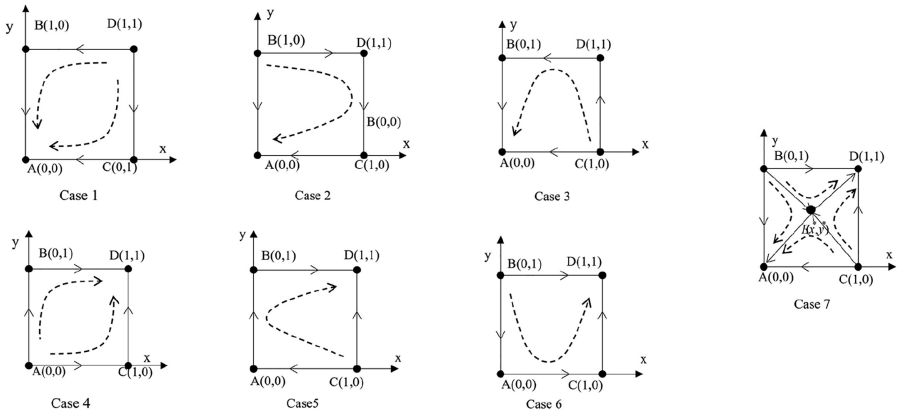 y
B(1,0) D(1,1)
A(0,0) C(0,1) x
Case 1
y
B(1,0) D(1,1)
B(0,0)
A(0,0) C(1,0) x
Case 2
y
B(0,1) D(1,1)
A(0,0) C(1,0) x
Case 3
y
B(0,1) D(1,1)
A(0,0) C(1,0) x
Case 4
y
B(0,1) D(1,1)
A(0,0) C(1,0) x
Case5
y
B(0,1) D(1,1)
A(0,0) C(1,0) x
Case 6
y
B(0,1) D(1,1)
A(0,0) C(1,0) x
Case 7